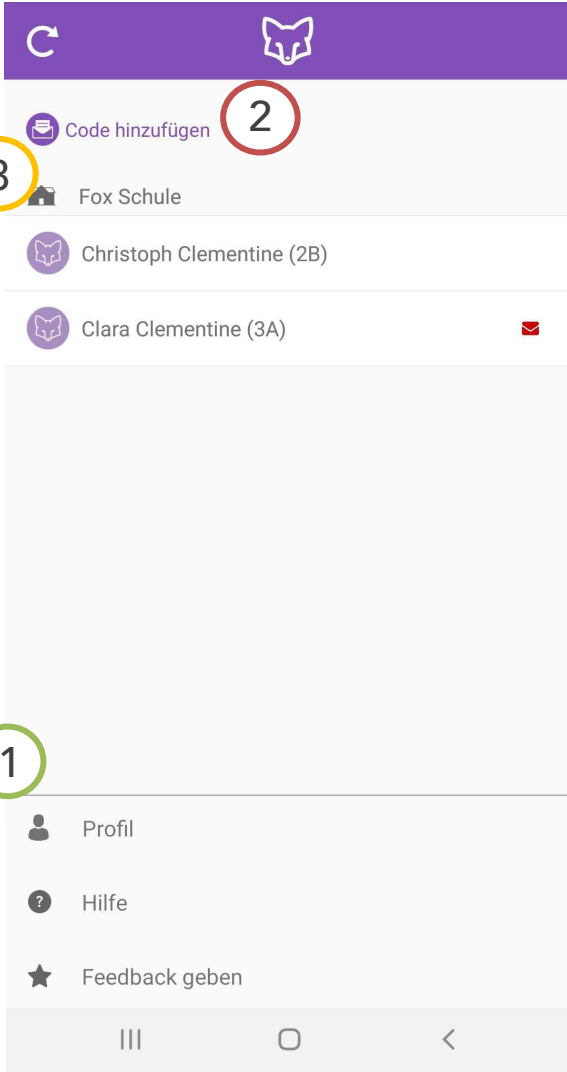 Code hinzufügen
2
3
Fox Schule
Christoph Clementine (2B)
Clara Clementine (3A)
1
Profil
? Hilfe
Feedback geben